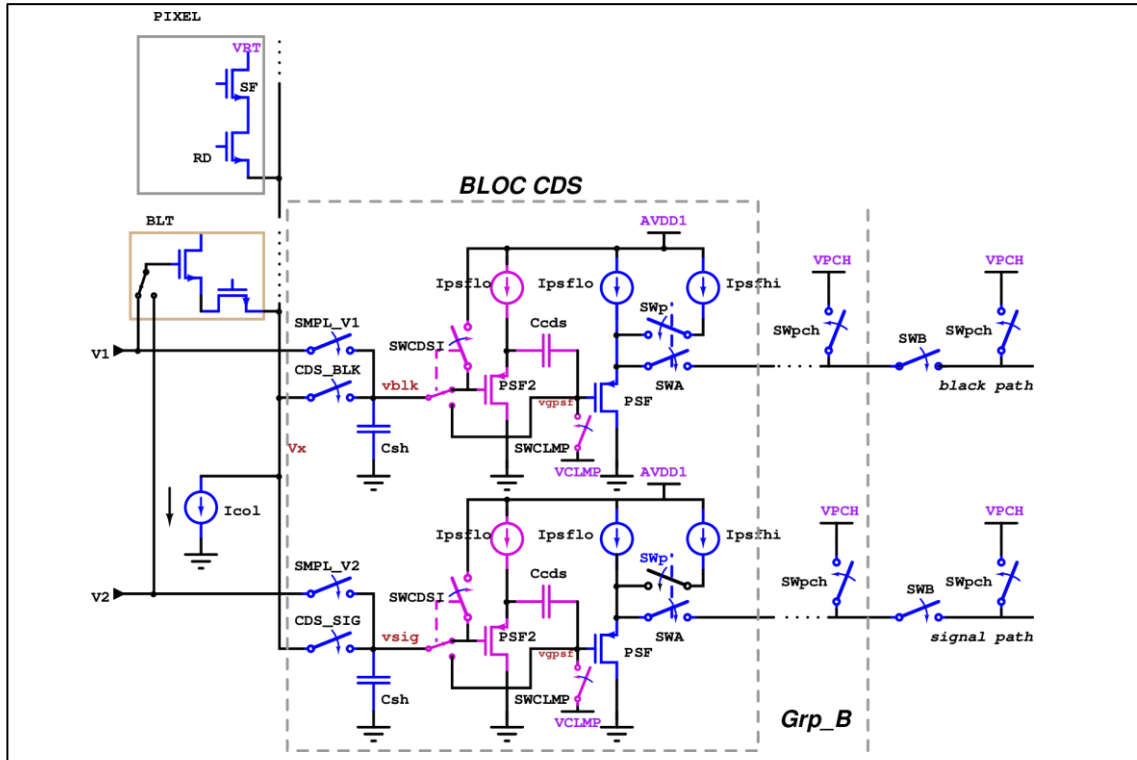 PIXEL
VRT
SF
RD
BLT
BLOC CDS
AVDD1
VPCH
VPCH
Ipsflo
Ipsflo
Ipsfhi
SWp'
SWpch
SWpch
SMPL_V1
SWCDSI
Ccds
SWB
V1
CDS_BLK
SWA
black path
vblk
PSF2
vgpsf
PSF
Csh
SWCLMP
Vx
VCLMP
AVDD1
Icol
VPCH
VPCH
Ipsflo
Ipsflo
Ipsfhi
SWp'
SWpch
SWpch
SMPL_V2
SWCDSI
Ccds
SWB
V2
CDS_SIG
SWA
signal path
vsig
PSF2
vgpsf
PSF
Csh
SWCLMP
VCLMP
Grp_B